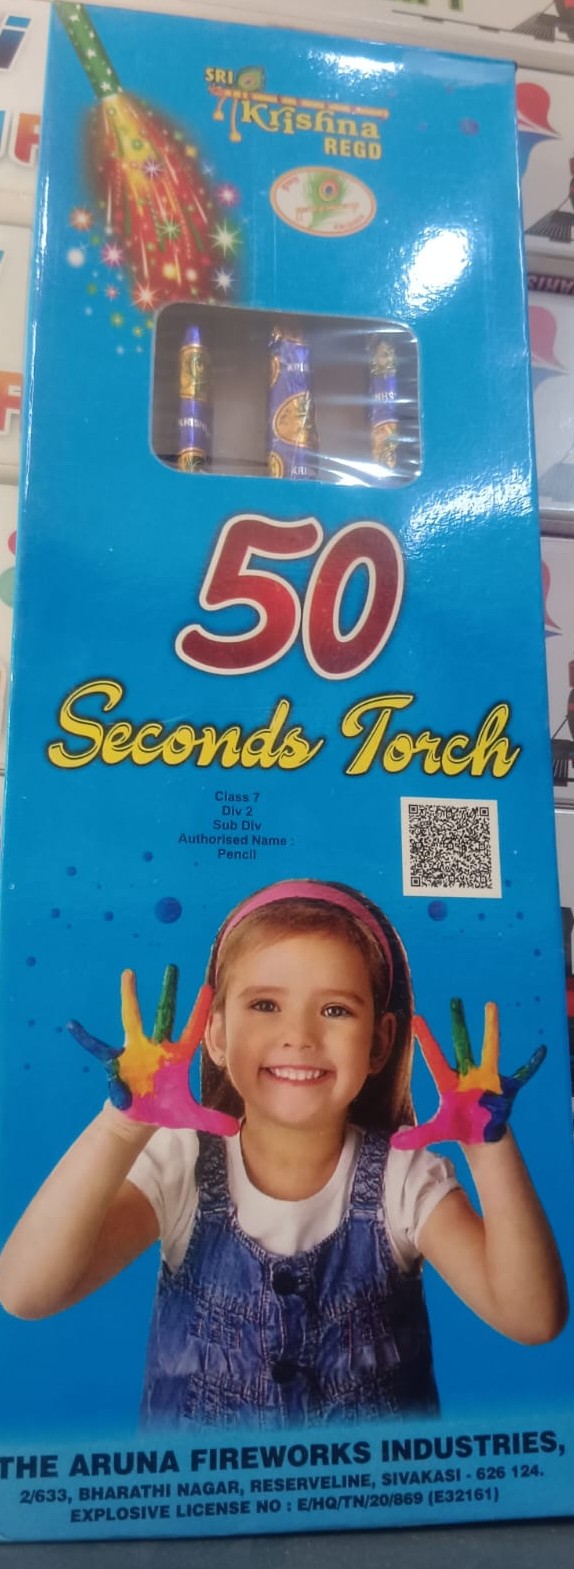 SRI
Krishna
REGD
50
Seconds Torch
Class 7
Div 2
Sub Div
Authorised Name :
Pencil
THE ARUNA FIREWORKS INDUSTRIES,
2/633, BHARATHI NAGAR, RESERVELINE, SIVAKASI - 626 124.
EXPLOSIVE LICENSE NO : E/HQ/TN/20/869 (E32161)